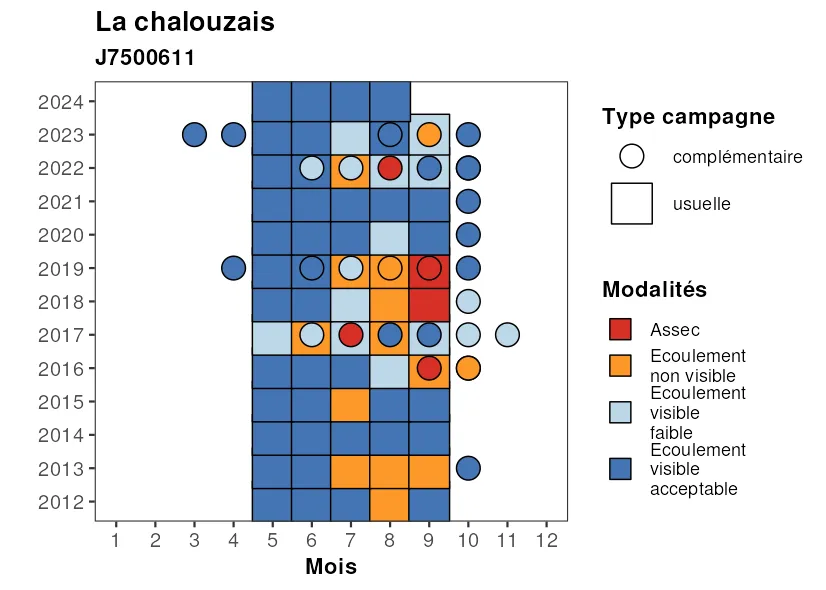 La chalouzais
J7500611
2024
2023
2022
2021
2020
2019
2018
2017
2016
2015
2014
2013
2012
1 2 3 4 5 6 7 8 9 10 11 12
Mois
Type campagne
complémentaire
usuelle
Modalités
Assec
Ecoulement
non visible
Ecoulement
visible
faible
Ecoulement
visible
acceptable